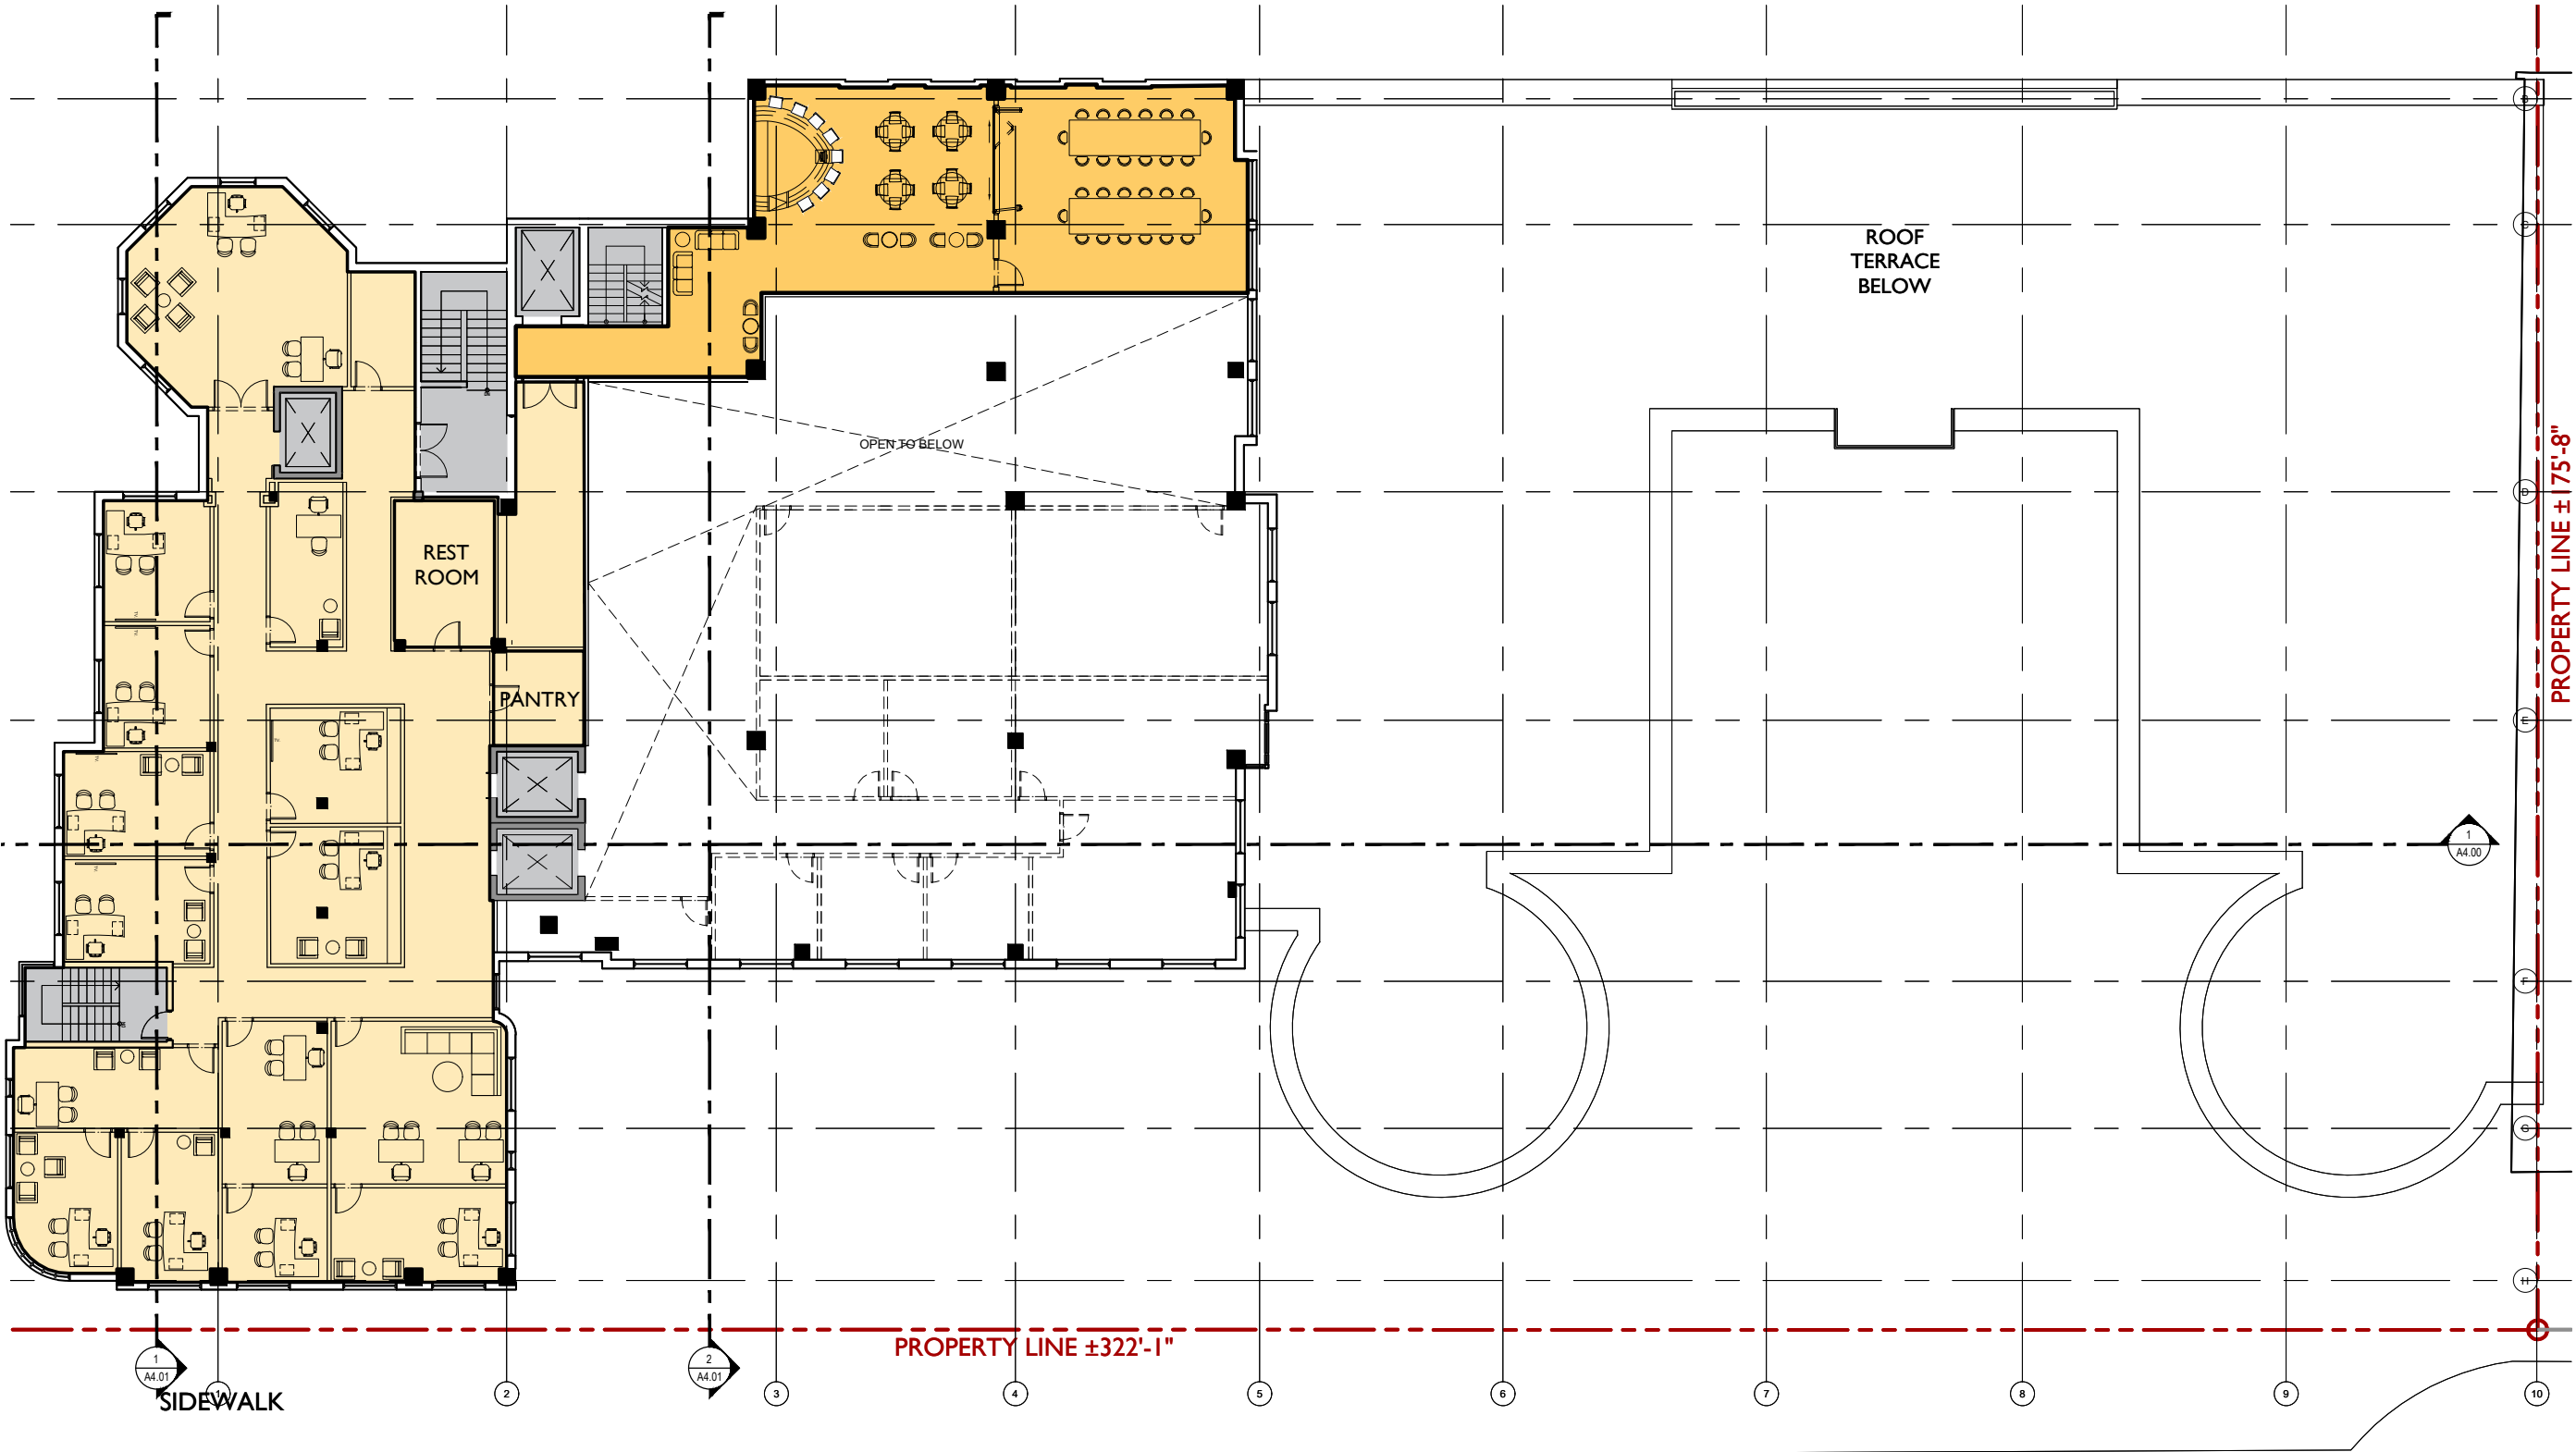 B
C
ROOF
TERRACE
BELOW
OPEN TO BELOW
PROPERTY LINE ±175'-8"
D
REST
ROOM
PANTRY
E
1
A4.00
F
G
H
PROPERTY LINE ±322'-1"
1
A4.01
2
A4.01
SIDEWALK
1
2
3
4
5
6
7
8
9
10